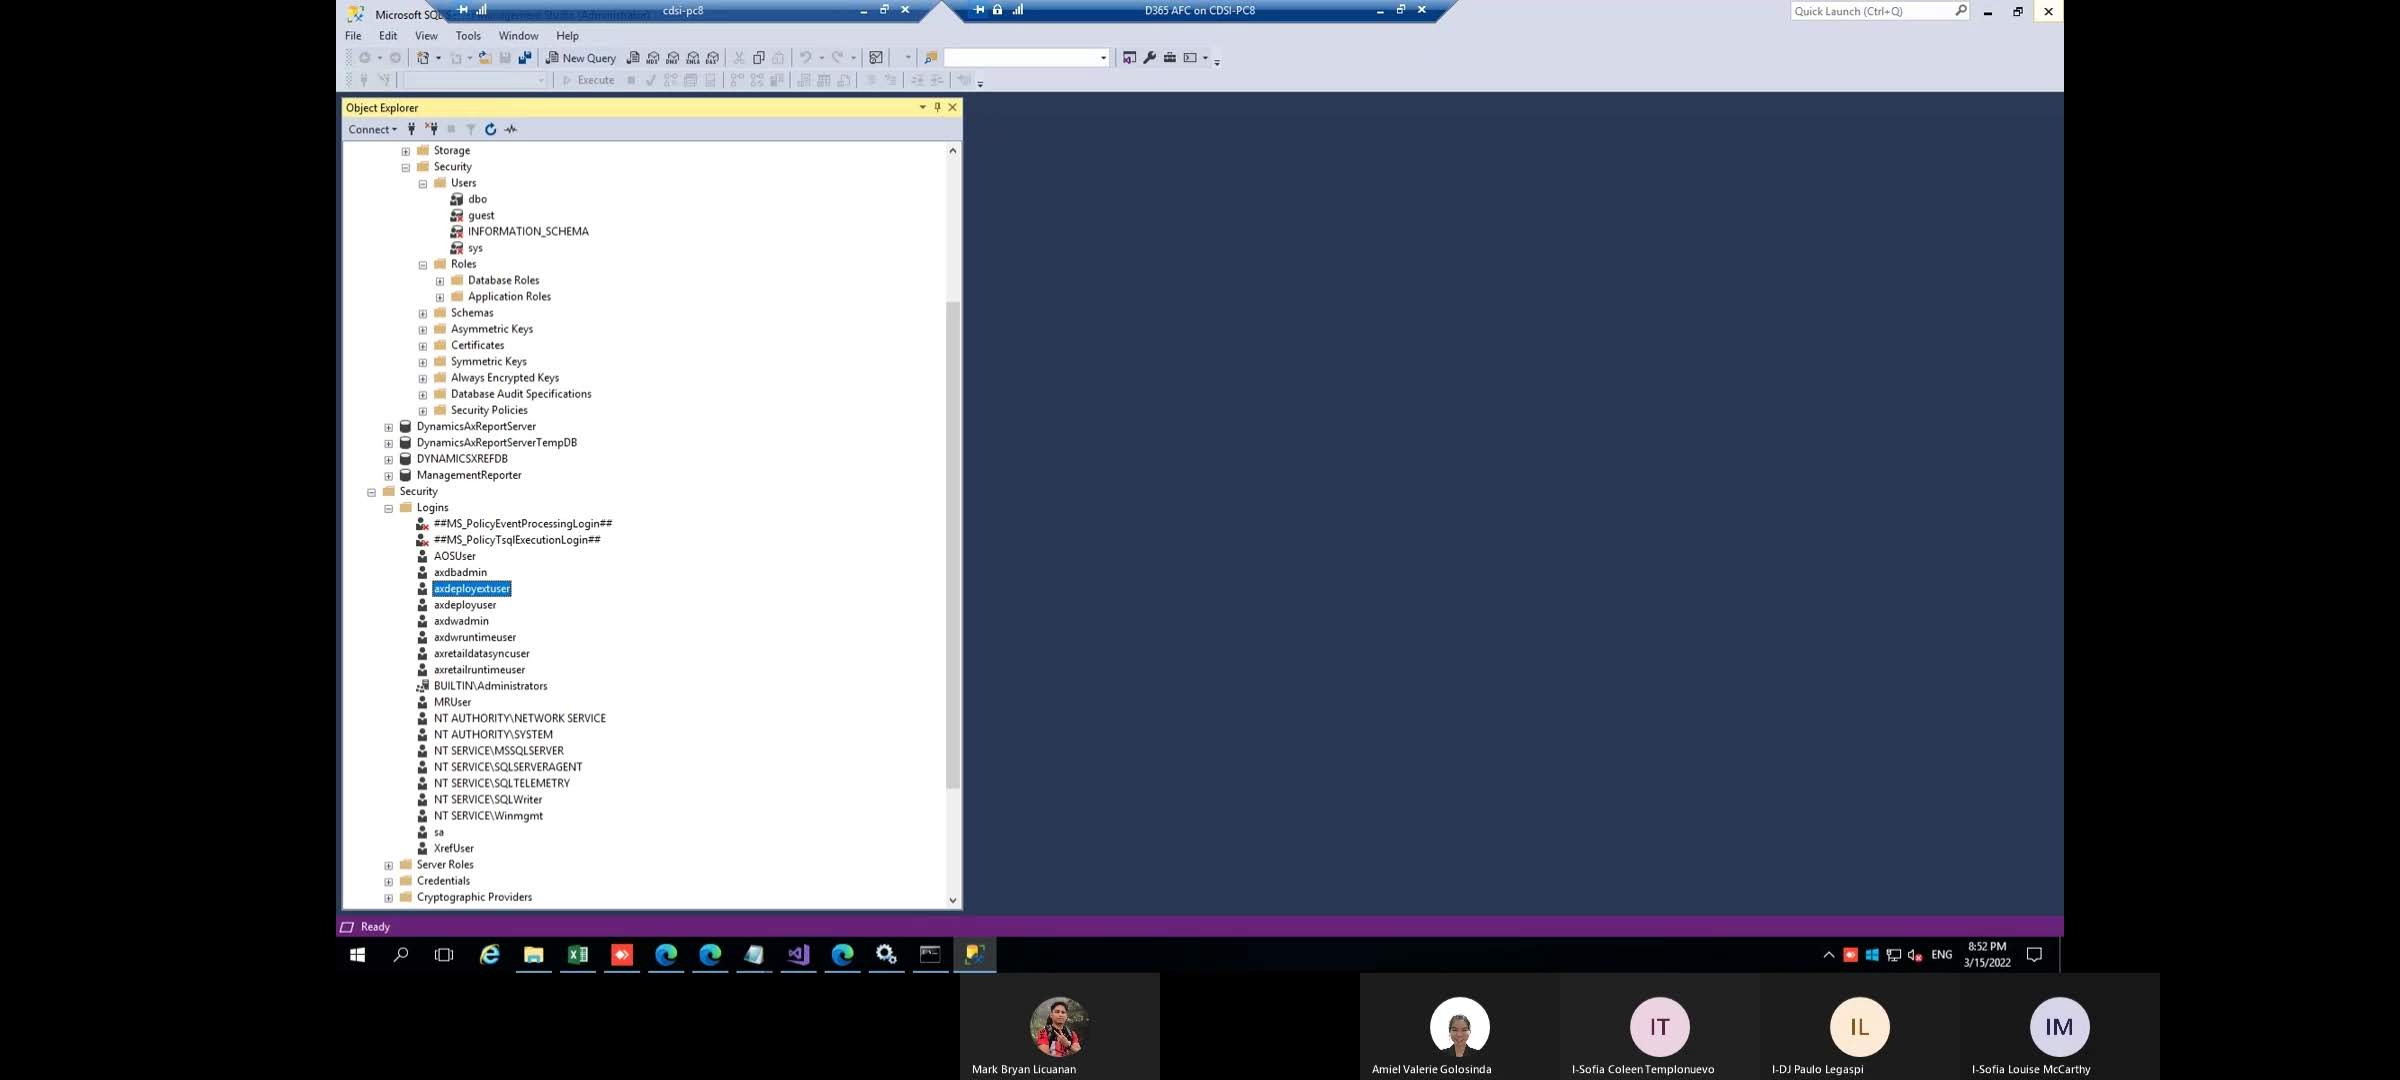 Microsoft SQL Server Management Studio (Administrator)
cdsi-pc8
D365 AFC on CDSI-PC8
Quick Launch (Ctrl+Q)
File Edit View Tools Window Help
New Query
Execute
Object Explorer
Connect
Storage
Security
Users
dbo
guest
INFORMATION_SCHEMA
sys
Roles
Database Roles
Application Roles
Schemas
Asymmetric Keys
Certificates
Symmetric Keys
Always Encrypted Keys
Database Audit Specifications
Security Policies
DynamicsAxReportServer
DynamicsAxReportServerTempDB
DYNAMICSXREFDB
ManagementReporter
Security
Logins
##MS_PolicyEventProcessingLogin##
##MS_PolicyTsqlExecutionLogin##
AOSUser
axdbadmin
axdeployextuser
axdeployuser
axdwadmin
axdwruntimeuser
axretaildatasyncuser
axretailruntimeuser
BUILTIN\Administrators
MRUser
NT AUTHORITY\NETWORK SERVICE
NT AUTHORITY\SYSTEM
NT SERVICE\MSSQLSERVER
NT SERVICE\SQLSERVERAGENT
NT SERVICE\SQLTELEMETRY
NT SERVICE\SQLWriter
NT SERVICE\Winmgmt
sa
XrefUser
Server Roles
Credentials
Cryptographic Providers
Ready
ENG
8:52 PM
3/15/2022
IT
IL
IM
Mark Bryan Licuanan
Amiel Valerie Golosinda
I-Sofia Coleen Templonuevo
I-DJ Paulo Legaspi
I-Sofia Louise McCarthy